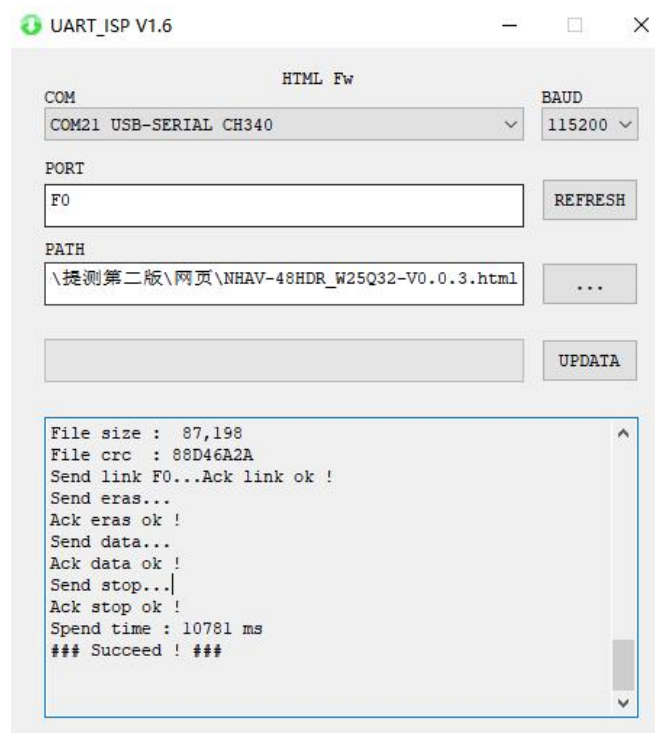 UART_ISP V1.6
HTML Fw
COM
BAUD
COM21 USB-SERIAL CH340
115200
PORT
F0
REFRESH
PATH
\提测第二版\网页\NHAV-48HDR_W25Q32-V0.0.3.html
...
UPDATA
File size :  87,198
File crc  : 88D46A2A
Send link F0...Ack link ok !
Send eras...
Ack eras ok !
Send data...
Ack data ok !
Send stop...
Ack stop ok !
Spend time : 10781 ms
### Succeed ! ###